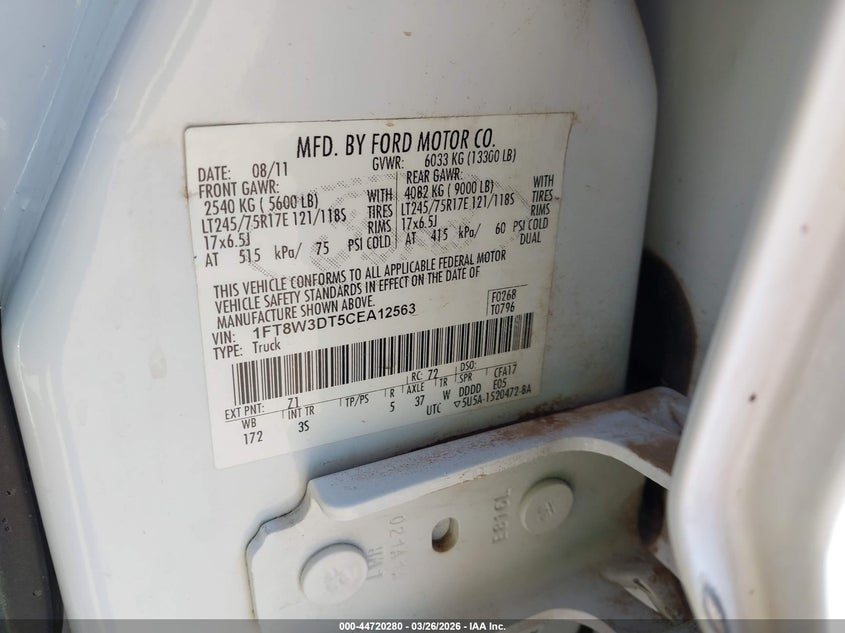 MFD. BY FORD MOTOR CO.
DATE: 08/11 GVWR: 6033 KG (13300 LB)
FRONT GAWR: REAR GAWR:
2540 KG ( 5600 LB) WITH 4082 KG ( 9000 LB) WITH
LT245/75R17E 121/118S TIRES LT245/75R17E 121/118S TIRES
17x6.5J RIMS 17x6.5J RIMS
AT 515 kPa/ 75 PSI COLD AT 415 kPa/ 60 PSI COLD
DUAL
THIS VEHICLE CONFORMS TO ALL APPLICABLE FEDERAL MOTOR
VEHICLE SAFETY STANDARDS IN EFFECT ON THE DATE OF
MANUFACTURE SHOWN ABOVE.
VIN: 1FT8W3DT5CEA12563
TYPE: Truck
F0268
T0796
EXT PNT: Z1 RC: 72 DSO:
WB INT TR TP/PS R AXLE TR SPR CFA17
172 3S 5 37 DDDD E05
UTC ▽5U5A-1520472-BA
000-44720280 - 03/26/2026 - IAA Inc.